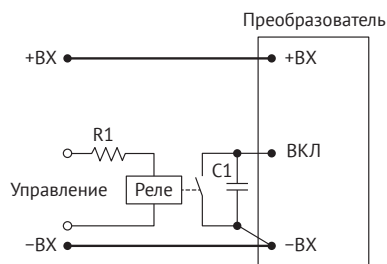 Преобразователь
+ВХ +ВХ
R1
ВКЛ
C1
Управление Реле
−ВХ −ВХ